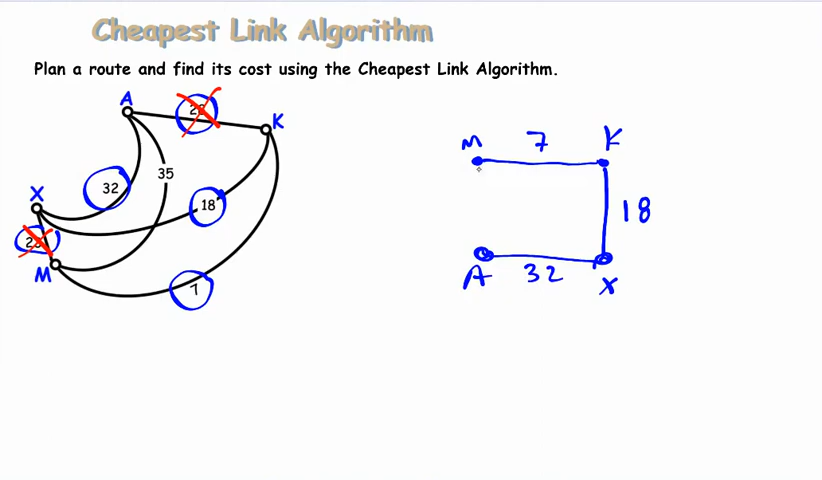 Cheapest Link Algorithm
Plan a route and find its cost using the Cheapest Link Algorithm.
A
K
M 7 K
35
32
X
18
18
M
7
A 32 X